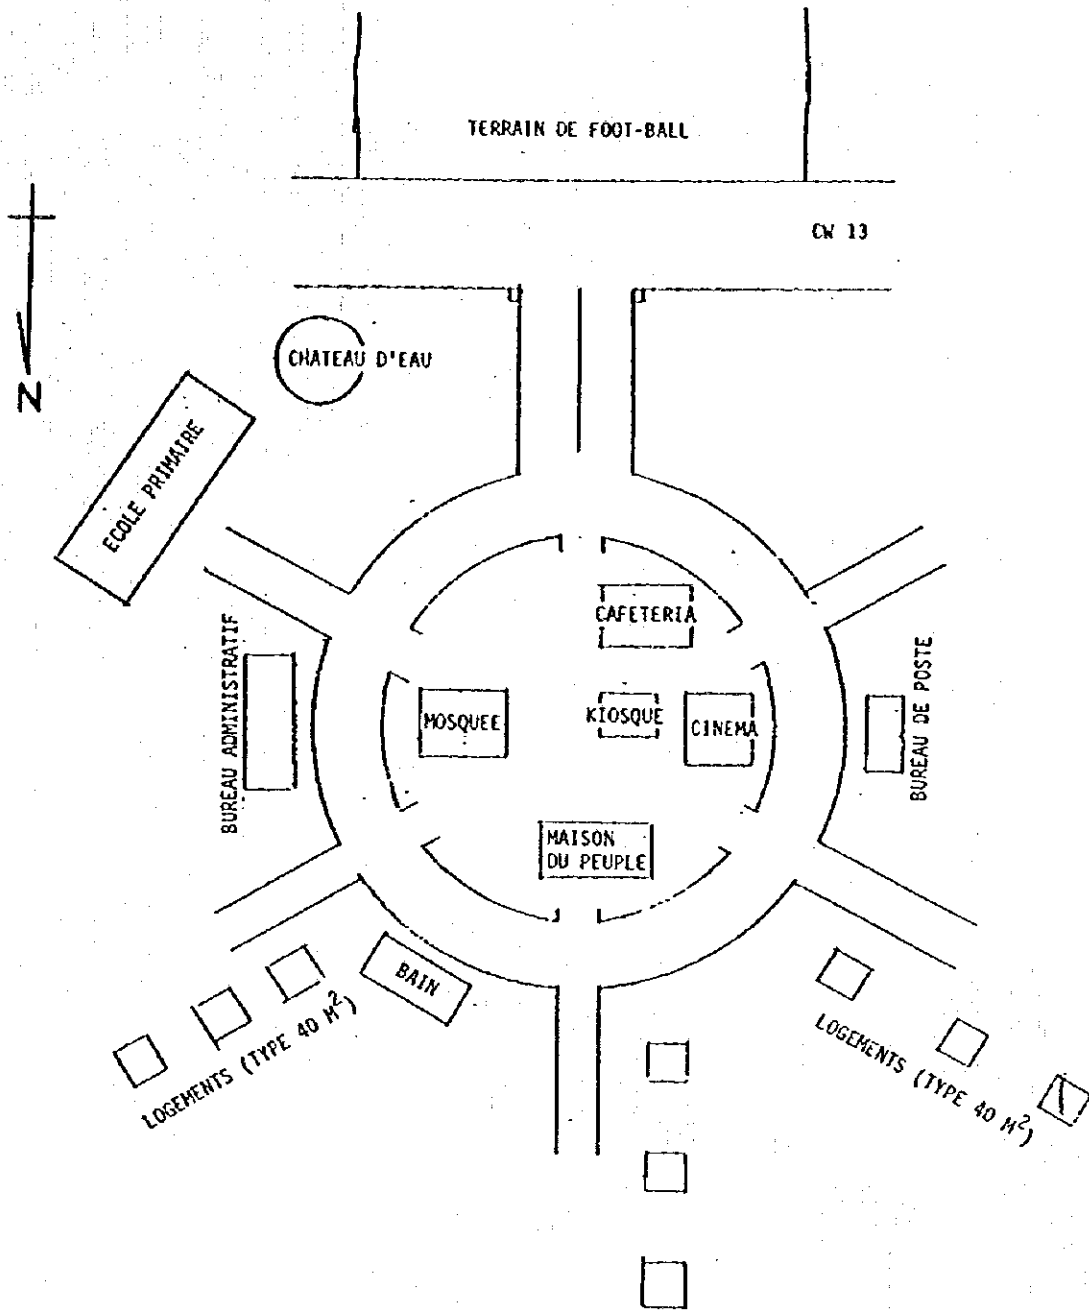 TERRAIN DE FOOT-BALL
CW 13
N
CHATEAU D'EAU
ECOLE PRIMAIRE
CAFETERIA
BUREAU ADMINISTRATIF
MOSQUEE
KIOSQUE
CINEMA
BUREAU DE POSTE
MAISON
DU PEUPLE
BAIN
LOGEMENTS (TYPE 40 M²)
LOGEMENTS (TYPE 40 M²)